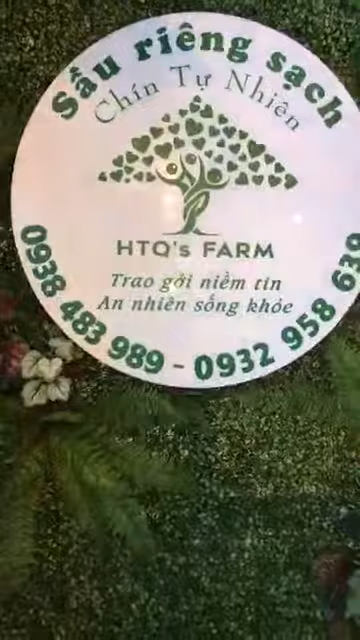 Sầu riêng sạch
Chín Tự Nhiên
HTQ's FARM
Trao gởi niềm tin
An nhiên sống khỏe
0938 483 989 - 0932 958 639